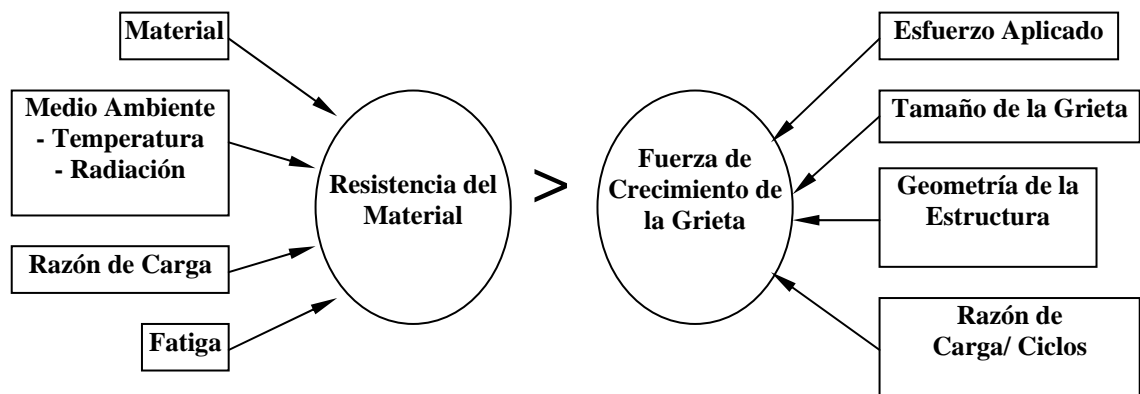 Material
Medio Ambiente
- Temperatura
- Radiación
Razón de Carga
Fatiga
Resistencia del
Material
>
Fuerza de
Crecimiento de
la Grieta
Esfuerzo Aplicado
Tamaño de la Grieta
Geometría de la
Estructura
Razón de
Carga/ Ciclos